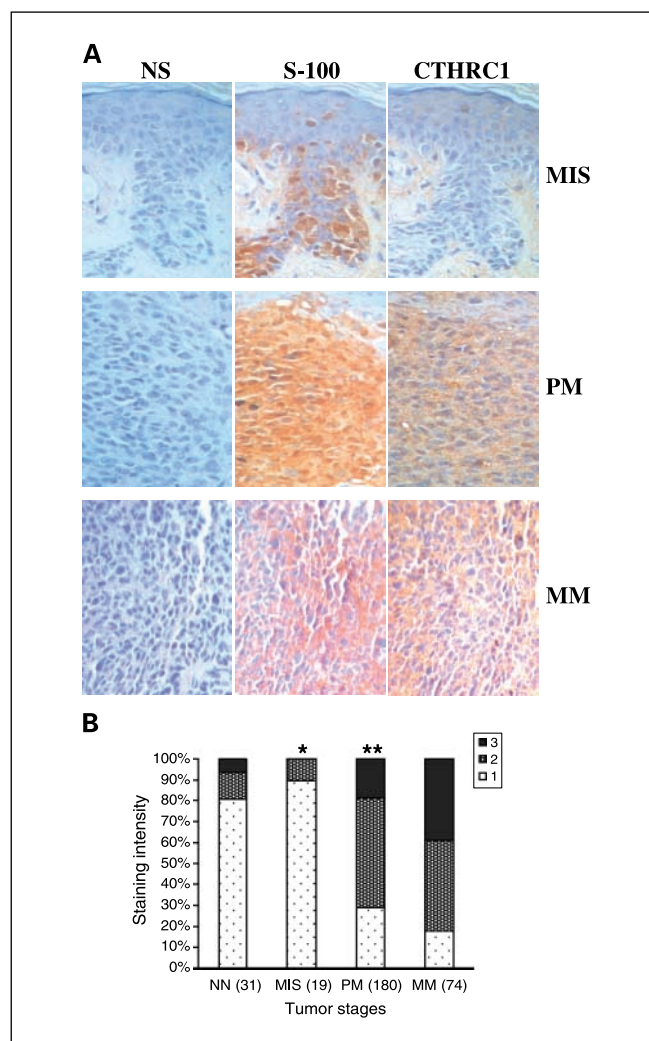 A
NS S-100 CTHRC1
MIS
PM
MM
B
3
2
1
* **
100%
90%
80%
70%
60%
50%
40%
30%
20%
10%
0%
Staining intensity
NN (31) MIS (19) PM (180) MM (74)
Tumor stages